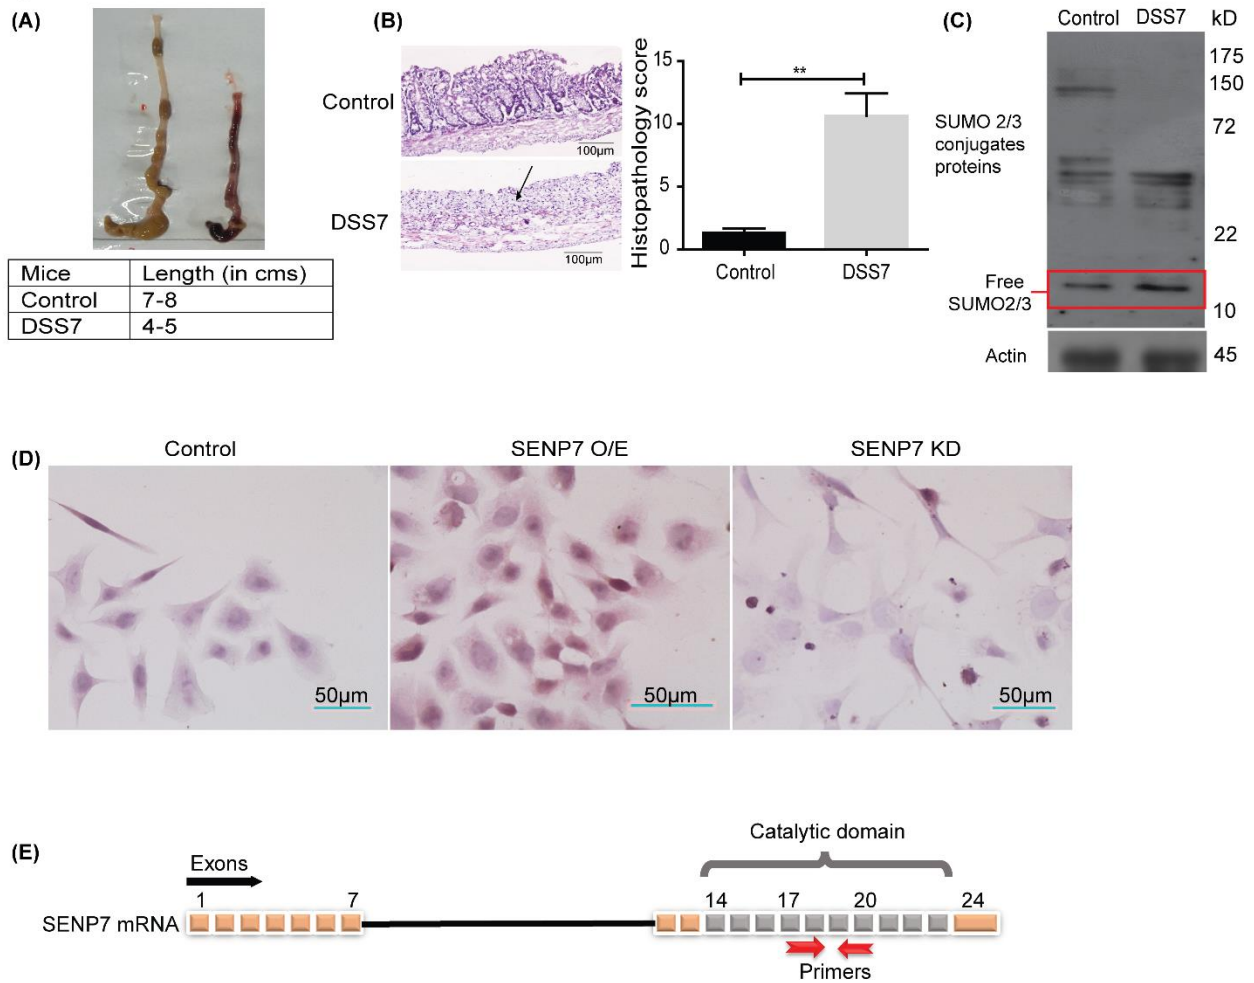 (A)
Mice Length (in cms)
Control 7-8
DSS7 4-5
(B)
Control
100µm
DSS7
100µm
Histopathology score
15
10
5
0
**
Control DSS7
(C)
Control DSS7 kD
175
150
72
22
10
45
SUMO 2/3
conjugates
proteins
Free
SUMO2/3
Actin
(D)
Control SENP7 O/E SENP7 KD
50µm 50µm 50µm
(E)
Catalytic domain
Exons
1 7 14 17 20 24
SENP7 mRNA
Primers